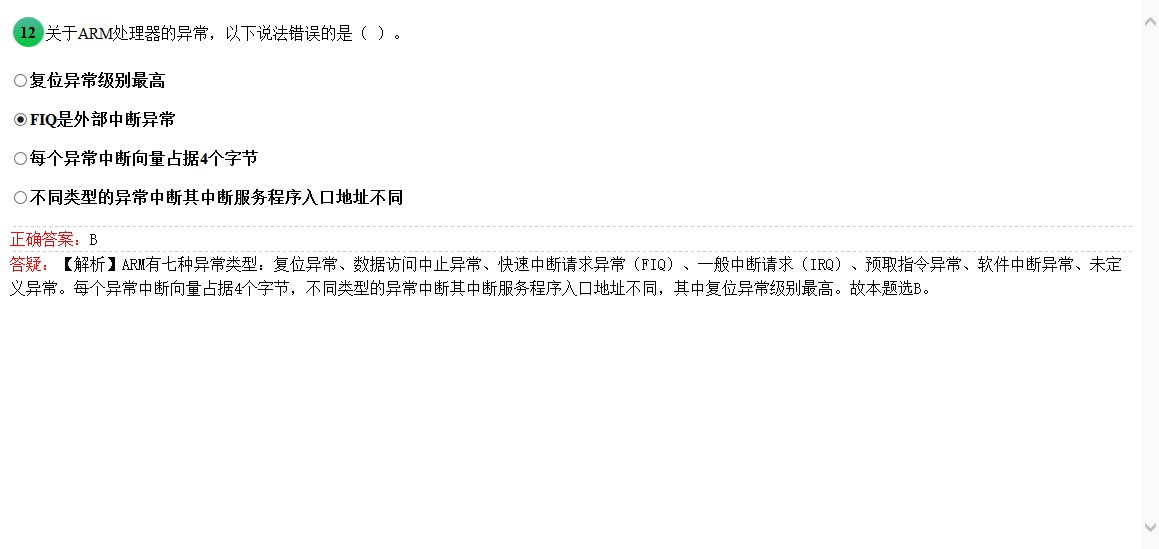 12 关于ARM处理器的异常，以下说法错误的是（ ）。
复位异常级别最高
FIQ是外部中断异常
每个异常中断向量占据4个字节
不同类型的异常中断其中断服务程序入口地址不同
正确答案：B
答疑：【解析】ARM有七种异常类型：复位异常、数据访问中止异常、快速中断请求异常（FIQ）、一般中断请求（IRQ）、预取指令异常、软件中断异常、未定
义异常。每个异常中断向量占据4个字节，不同类型的异常中断其中断服务程序入口地址不同，其中复位异常级别最高。故本题选B。